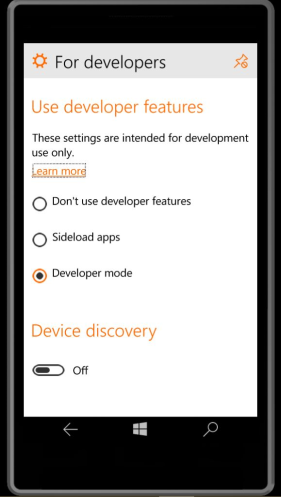 For developers
Use developer features
These settings are intended for development
use only.
Learn more
Don't use developer features
Sideload apps
Developer mode
Device discovery
Off